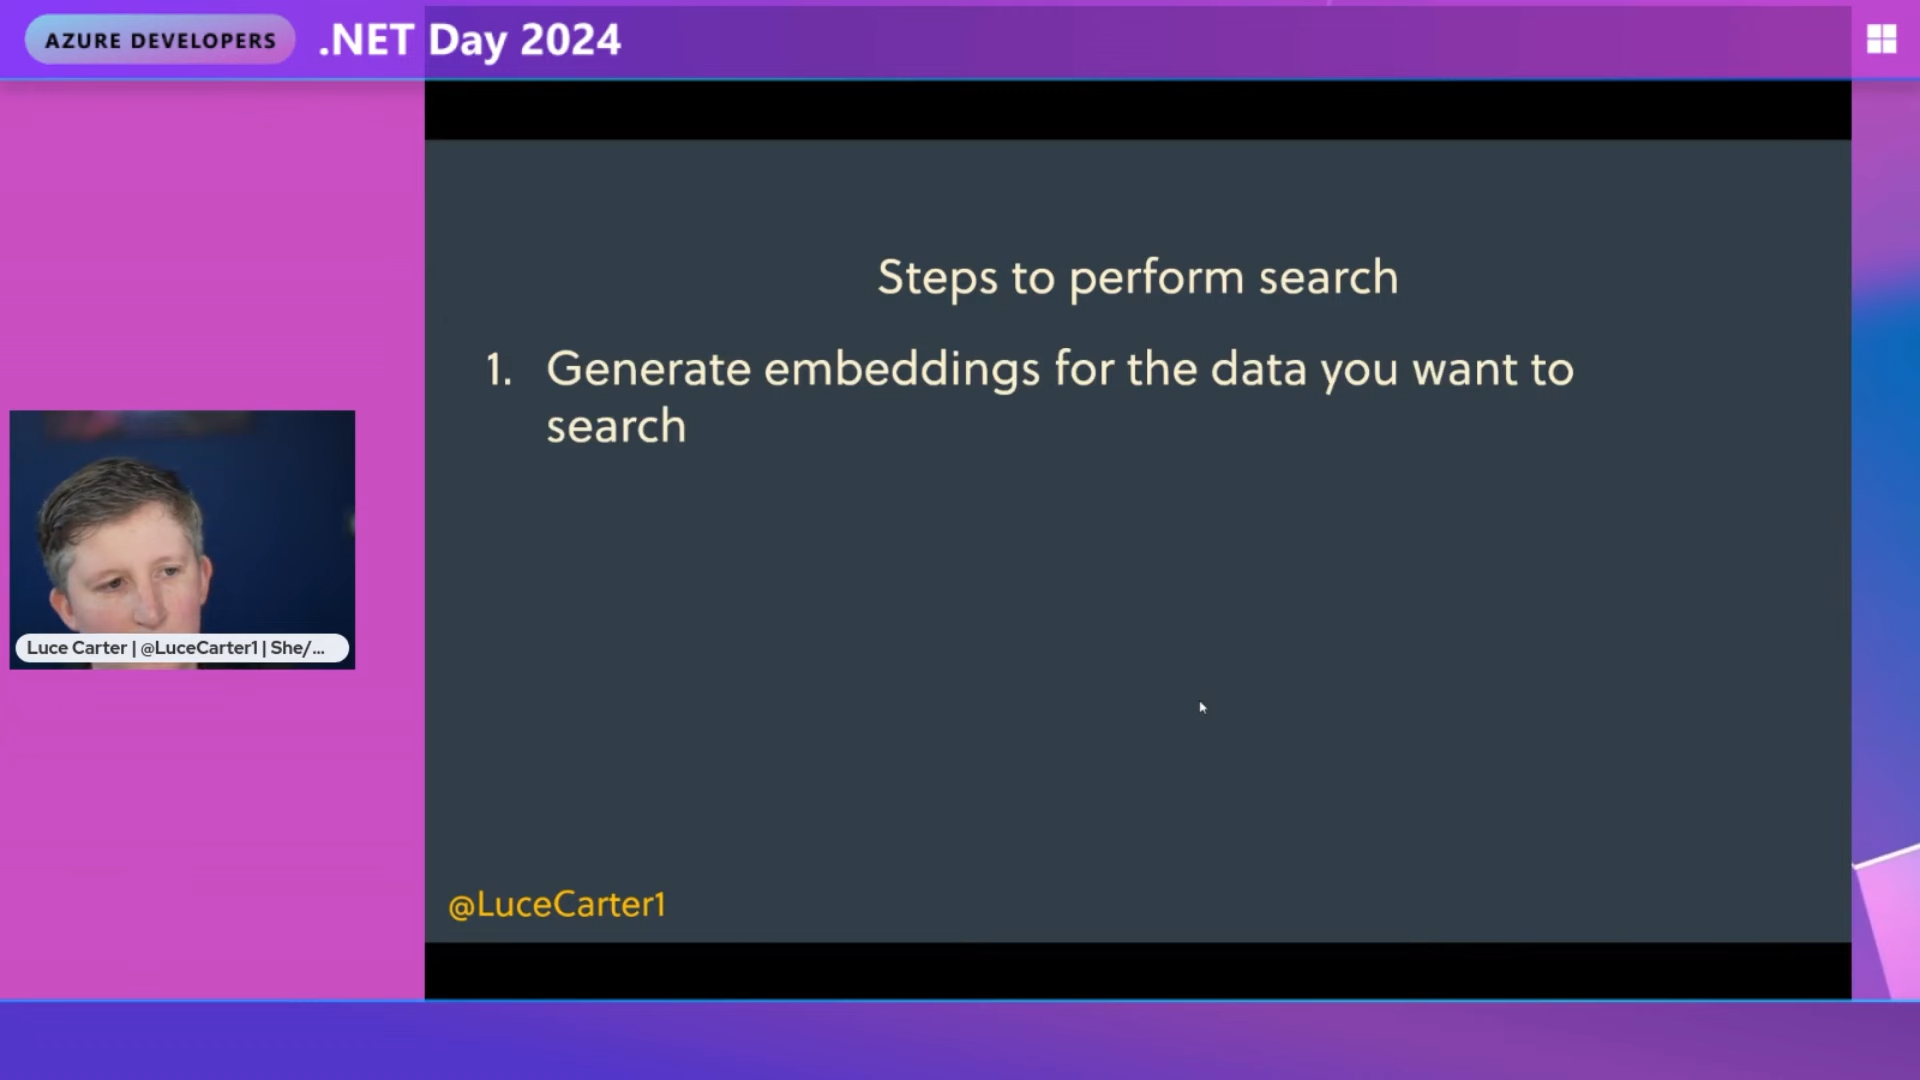 AZURE DEVELOPERS
.NET Day 2024
Steps to perform search
1. Generate embeddings for the data you want to
search
Luce Carter | @LuceCarter1 | She/...
@LuceCarter1